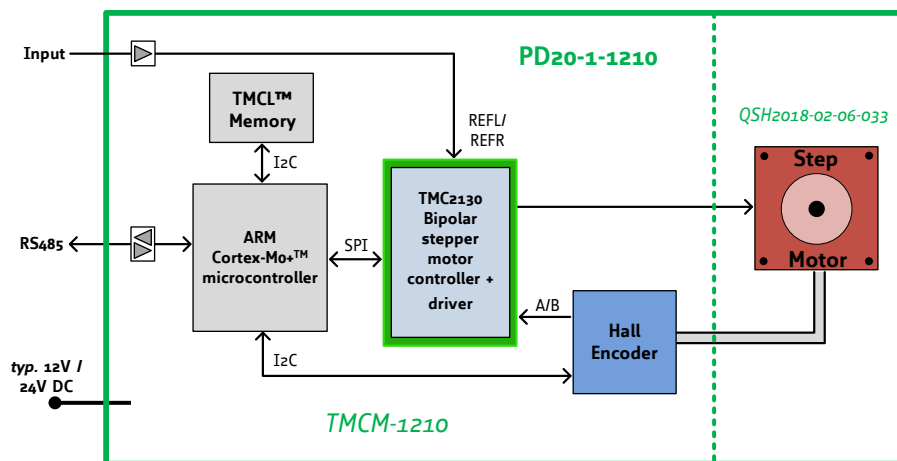 Input
PD20-1-1210
TMCL™
Memory
REFL/
REFR
QSH2018-02-06-033
I2C
Step
Motor
TMC2130
Bipolar
stepper
motor
controller +
driver
RS485
ARM
Cortex-M0+™
microcontroller
SPI
A/B
Hall
Encoder
I2C
typ. 12V /
24V DC
TMCM-1210